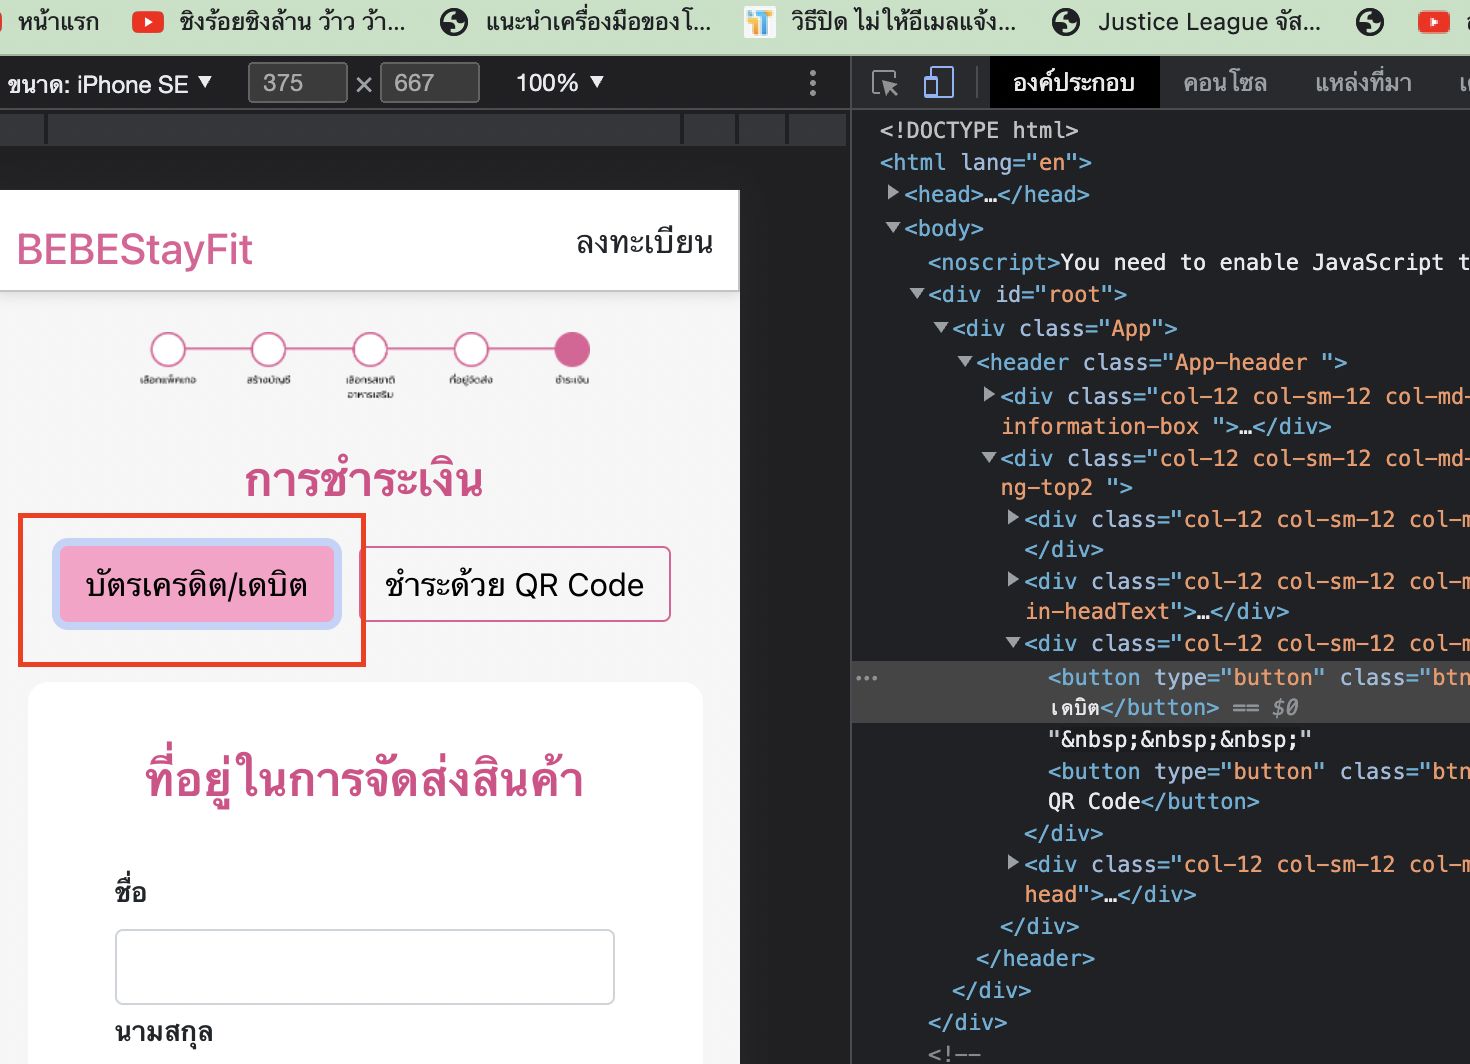 หน้าแรก
ชิงร้อยชิงล้าน ว้าว ว้า...
แนะนำเครื่องมือของโ...
วิธีปิด ไม่ให้อีเมลแจ้ง...
Justice League จัส...
ขนาด: iPhone SE ▼ 375 × 667 100% ▼
องค์ประกอบ คอนโซล แหล่งที่มา
BEBEStayFit
ลงทะเบียน
เลือกแพ็คเกจ
สร้างบัญชี
เลือกรสชาติ
อาหารเสริม
ที่อยู่จัดส่ง
ชำระเงิน
การชำระเงิน
บัตรเครดิต/เดบิต
ชำระด้วย QR Code
ที่อยู่ในการจัดส่งสินค้า
ชื่อ
นามสกุล
<!DOCTYPE html>
<html lang="en">
<head>…</head>
<body>
<noscript>You need to enable JavaScript t
<div id="root">
<div class="App">
<header class="App-header ">
<div class="col-12 col-sm-12 col-md-
information-box ">…</div>
<div class="col-12 col-sm-12 col-md-
ng-top2 ">
<div class="col-12 col-sm-12 col-m
</div>
<div class="col-12 col-sm-12 col-m
in-headText">…</div>
<div class="col-12 col-sm-12 col-m
<button type="button" class="btn
เดบิต</button> == $0
"&nbsp;&nbsp;&nbsp;"
<button type="button" class="btn
QR Code</button>
</div>
<div class="col-12 col-sm-12 col-m
head">…</div>
</div>
</header>
</div>
</div>
<!--